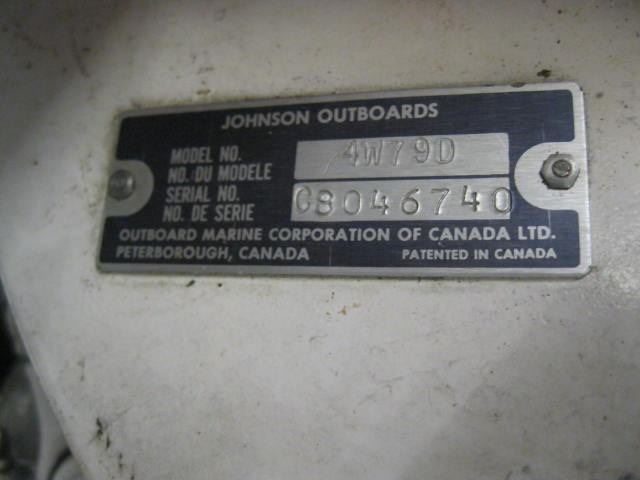 JOHNSON OUTBOARDS
MODEL NO. 4W79D
NO. DU MODELE
SERIAL NO. C8046740
NO. DE SERIE
OUTBOARD MARINE CORPORATION OF CANADA LTD.
PETERBOROUGH, CANADA PATENTED IN CANADA